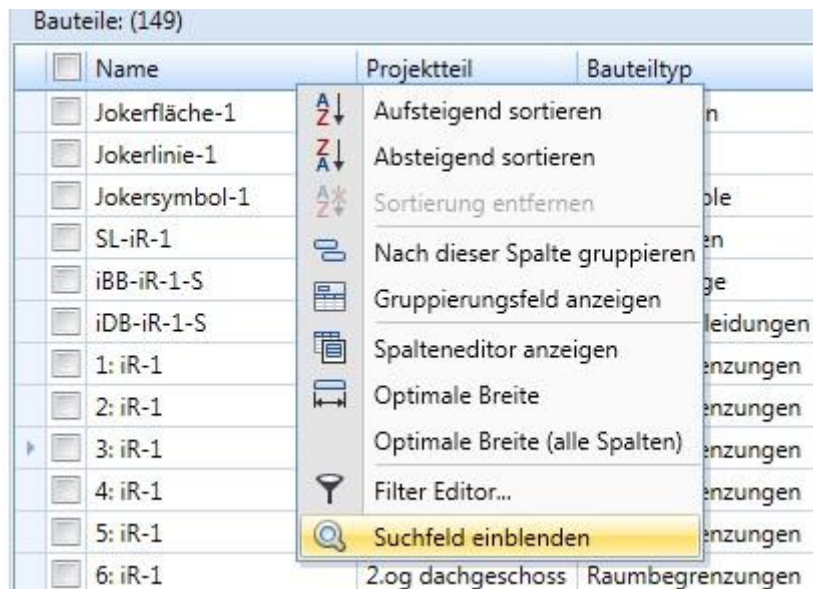 Bauteile: (149)
Name Projektteil Bauteiltyp
Jokerfläche-1
Jokerlinie-1
Jokersymbol-1
SL-iR-1
iBB-iR-1-S
iDB-iR-1-S
1: iR-1
2: iR-1
3: iR-1
4: iR-1
5: iR-1
6: iR-1 2.og dachgeschoss Raumbegrenzungen
Aufsteigend sortieren
Absteigend sortieren
Sortierung entfernen
Nach dieser Spalte gruppieren
Gruppierungsfeld anzeigen
Spalteneditor anzeigen
Optimale Breite
Optimale Breite (alle Spalten)
Filter Editor...
Suchfeld einblenden